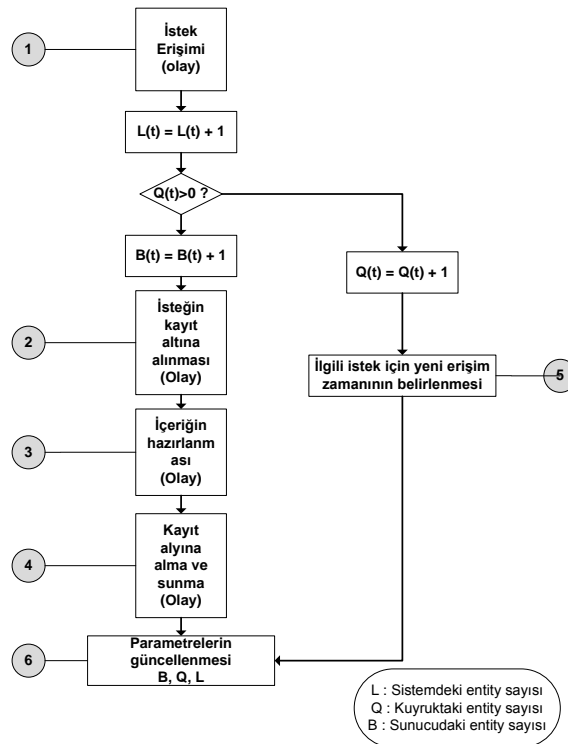 1
İstek
Erişimi
(olay)
L(t) = L(t) + 1
Q(t)>0 ?
B(t) = B(t) + 1
Q(t) = Q(t) + 1
2
İsteğin
kayıt
altına
alınması
(Olay)
İlgili istek için yeni erişim
zamanının belirlenmesi
5
3
İçeriğin
hazırlanm
ası
(Olay)
4
Kayıt
alyına
alma ve
sunma
(Olay)
6
Parametrelerin
güncellenmesi
B, Q, L
L : Sistemdeki entity sayısı
Q : Kuyruktaki entity sayısı
B : Sunucudaki entity sayısı